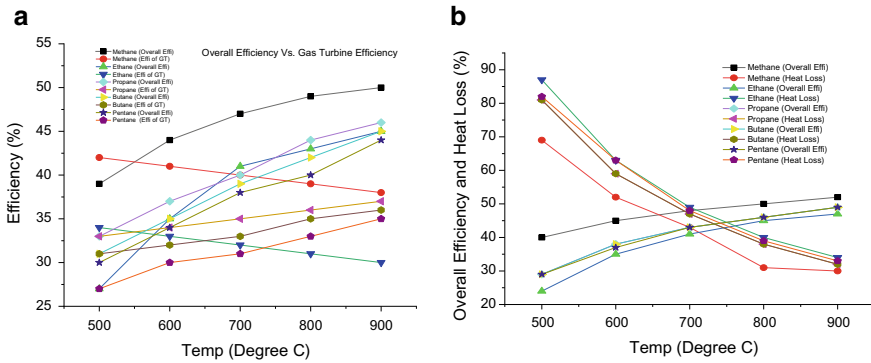 a
Overall Efficiency Vs. Gas Turbine Efficiency
Methane (Overall Effi)
Methane (Effi of GT)
Ethane (Overall Effi)
Ethane (Effi of GT)
Propane (Overall Effi)
Propane (Effi of GT)
Butane (Overall Effi)
Butane (Effi of GT)
Pentane (Overall Effi)
Pentane (Effi of GT)
Efficiency (%)
55
50
45
40
35
30
25
500 600 700 800 900
Temp (Degree C)
b
Methane (Overall Effi)
Methane (Heat Loss)
Ethane (Overall Effi)
Ethane (Heat Loss)
Propane (Overall Effi)
Propane (Heat Loss)
Butane (Overall Effi)
Butane (Heat Loss)
Pentane (Overall Effi)
Pentane (Heat Loss)
Overall Efficiency and Heat Loss (%)
100
90
80
70
60
50
40
30
20
500 600 700 800 900
Temp (Degree C)